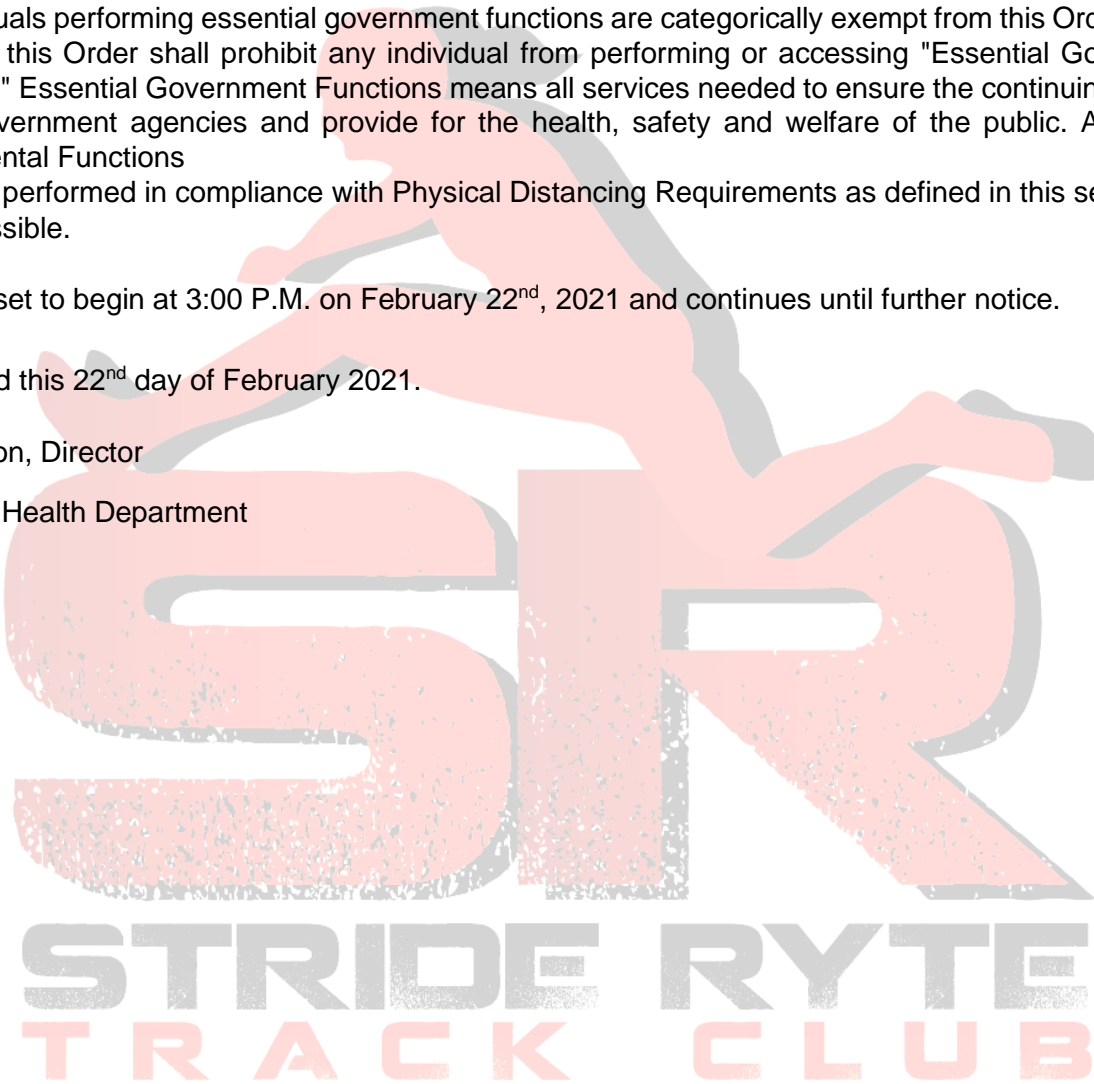 uals performing essential government functions are categorically exempt from this Ord
this Order shall prohibit any individual from performing or accessing "Essential Go
" Essential Government Functions means all services needed to ensure the continuin
vernment agencies and provide for the health, safety and welfare of the public. A
ental Functions
performed in compliance with Physical Distancing Requirements as defined in this se
ssible.
set to begin at 3:00 P.M. on February 22nd, 2021 and continues until further notice.
d this 22nd day of February 2021.
on, Director
Health Department
SR
STRIDE RYTE
TRACK CLUB